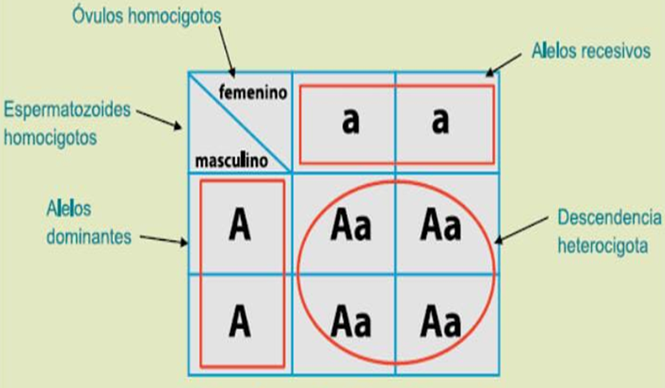 Óvulos homocigotos
Alelos recesivos
Espermatozoides
homocigotos
femenino
masculino
a a
Alelos
dominantes
A Aa Aa
Descendencia
heterocigota
A Aa Aa